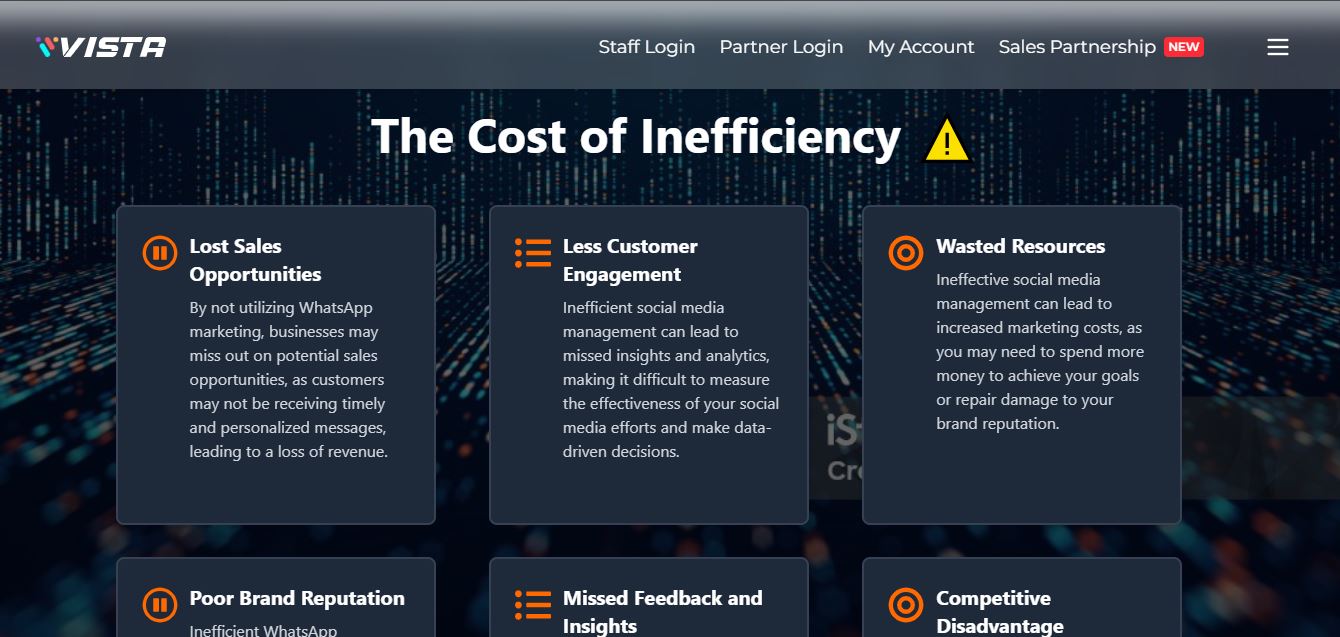 VISTA
Staff Login
Partner Login
My Account
Sales Partnership NEW
The Cost of Inefficiency
Lost Sales
Opportunities
By not utilizing WhatsApp
marketing, businesses may
miss out on potential sales
opportunities, as customers
may not be receiving timely
and personalized messages,
leading to a loss of revenue.
Less Customer
Engagement
Inefficient social media
management can lead to
missed insights and analytics,
making it difficult to measure
the effectiveness of your social
media efforts and make data-
driven decisions.
Wasted Resources
Ineffective social media
management can lead to
increased marketing costs, as
you may need to spend more
money to achieve your goals
or repair damage to your
brand reputation.
Poor Brand Reputation
Inefficient WhatsApp
Missed Feedback and
Insights
Competitive
Disadvantage